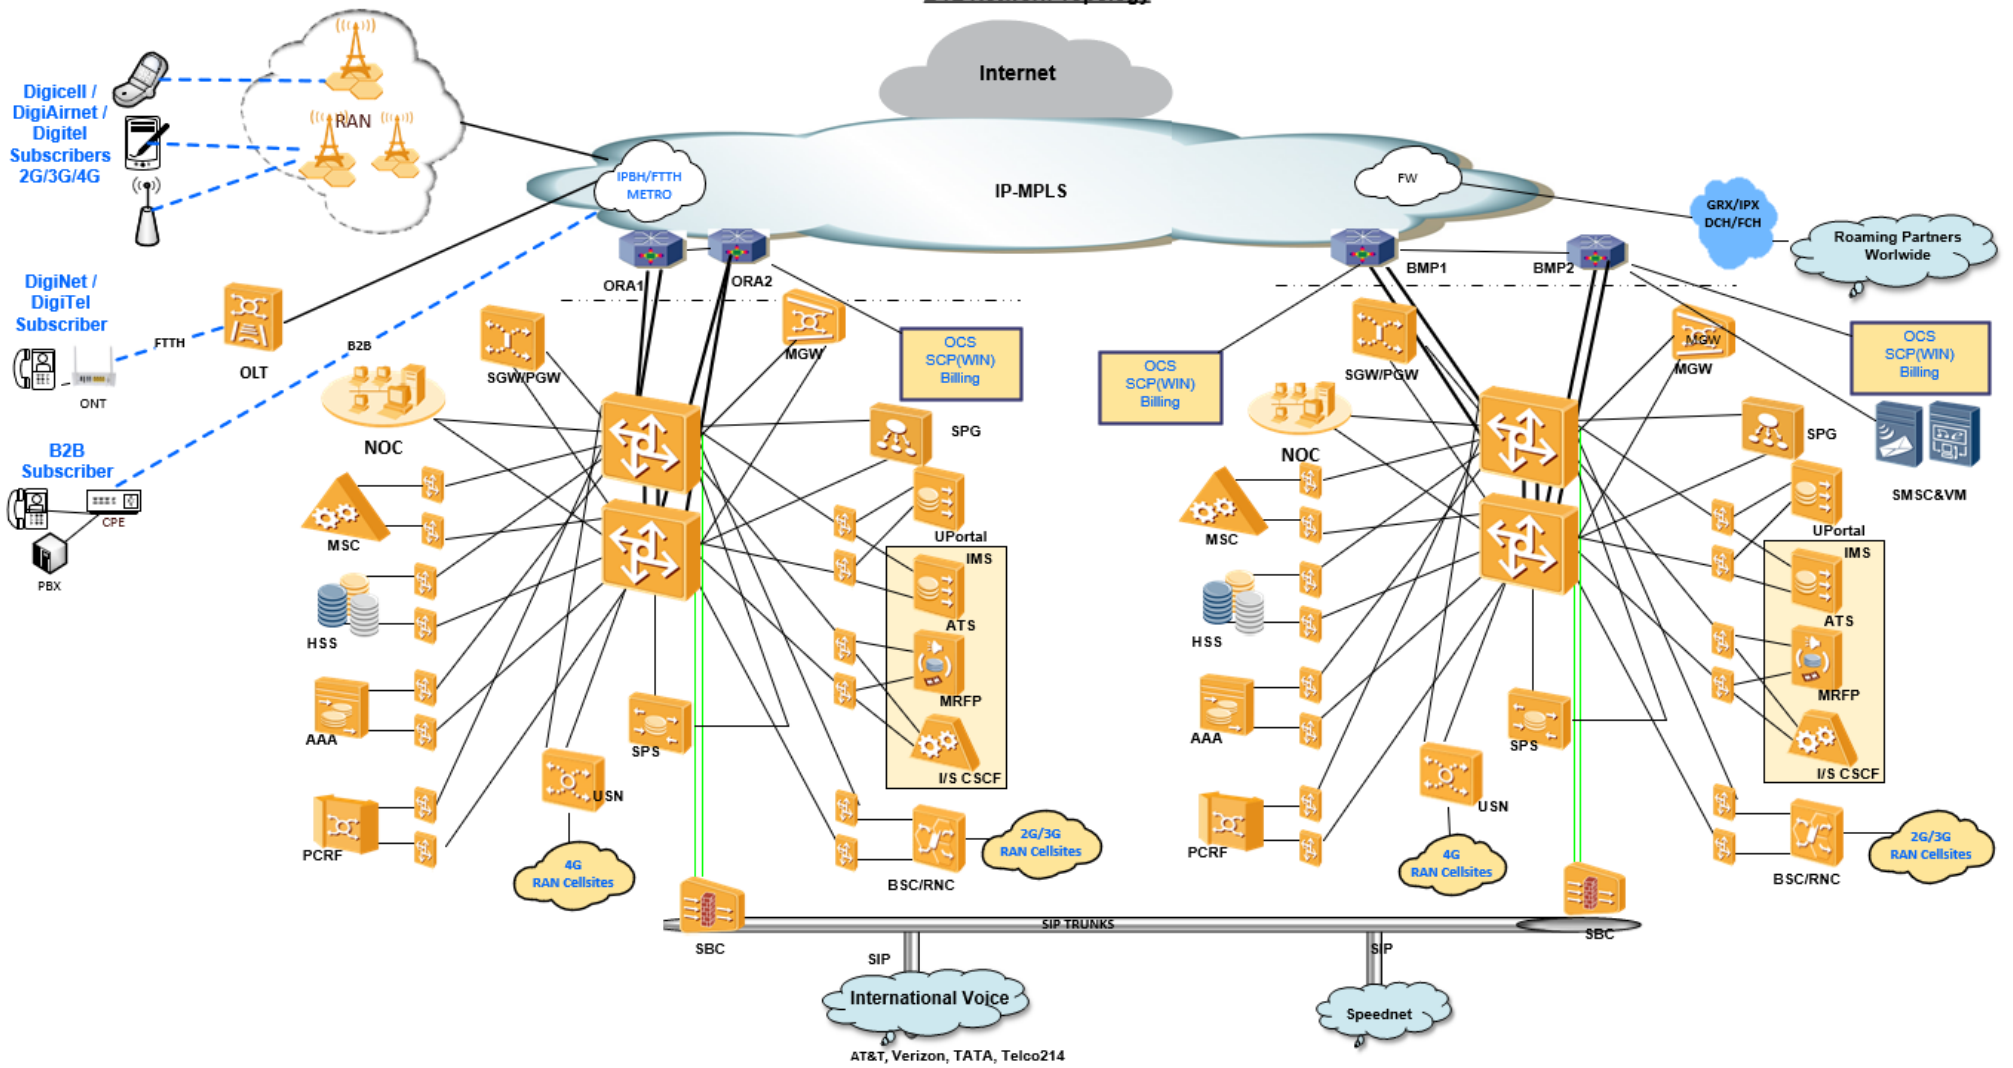 Internet
RAN
Digicell /
DigiAirnet /
Digitel
Subscribers
2G/3G/4G
IPBH/FTTH
METRO
IP-MPLS
FW
GRX/IPX
DCH/FCH
Roaming Partners
Worlwide
ORA1
ORA2
BMP1
BMP2
DigiNet /
DigiTel
Subscriber
FTTH
ONT
OLT
B2B
Subscriber
CPE
PBX
B2B
NOC
SGW/PGW
MGW
OCS
SCP(WIN)
Billing
SPG
UPortal
MSC
HSS
AAA
PCRF
USN
SPS
IMS
ATS
MRFP
I/S CSCF
4G
RAN Cellsites
BSC/RNC
2G/3G
RAN Cellsites
OCS
SCP(WIN)
Billing
SGW/PGW
MGW
MGW
OCS
SCP(WIN)
Billing
NOC
SPG
SMSC&VM
UPortal
MSC
HSS
AAA
PCRF
USN
SPS
IMS
ATS
MRFP
I/S CSCF
4G
RAN Cellsites
BSC/RNC
2G/3G
RAN Cellsites
SBC
SIP TRUNKS
SBC
SIP
SIP
International Voice
Speednet
AT&T, Verizon, TATA, Telco214